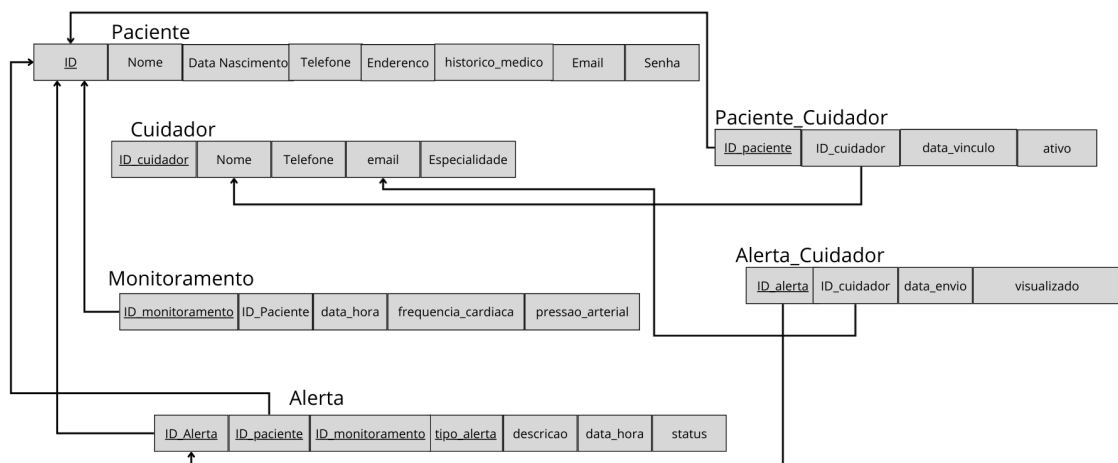 Paciente
ID Nome Data Nascimento Telefone Enderenco historico_medico Email Senha
Paciente_Cuidador
ID_paciente ID_cuidador data_vinculo ativo
Cuidador
ID_cuidador Nome Telefone email Especialidade
Alerta_Cuidador
ID_alerta ID_cuidador data_envio visualizado
Monitoramento
ID_monitoramento ID_Paciente data_hora frequencia_cardiaca pressao_arterial
Alerta
ID_Alerta ID_paciente ID_monitoramento tipo_alerta descricao data_hora status